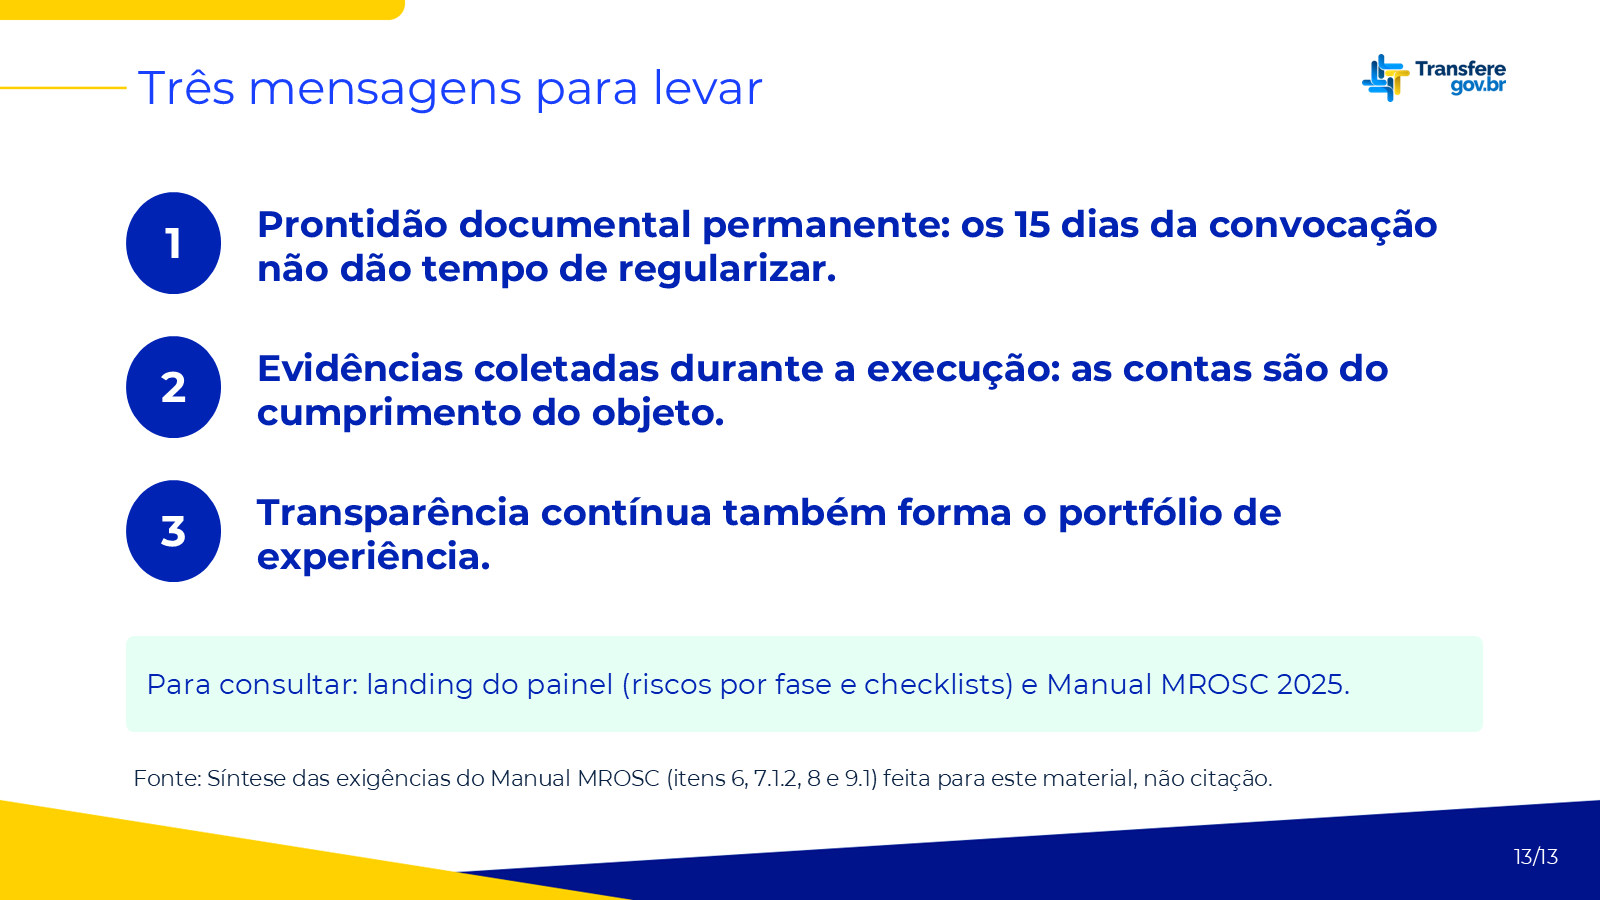 Três mensagens para levar
Transfere
gov.br
1
Prontidão documental permanente: os 15 dias da convocação
não dão tempo de regularizar.
2
Evidências coletadas durante a execução: as contas são do
cumprimento do objeto.
3
Transparência contínua também forma o portfólio de
experiência.
Para consultar: landing do painel (riscos por fase e checklists) e Manual MROSC 2025.
Fonte: Síntese das exigências do Manual MROSC (itens 6, 7.1.2, 8 e 9.1) feita para este material, não citação.
13/13